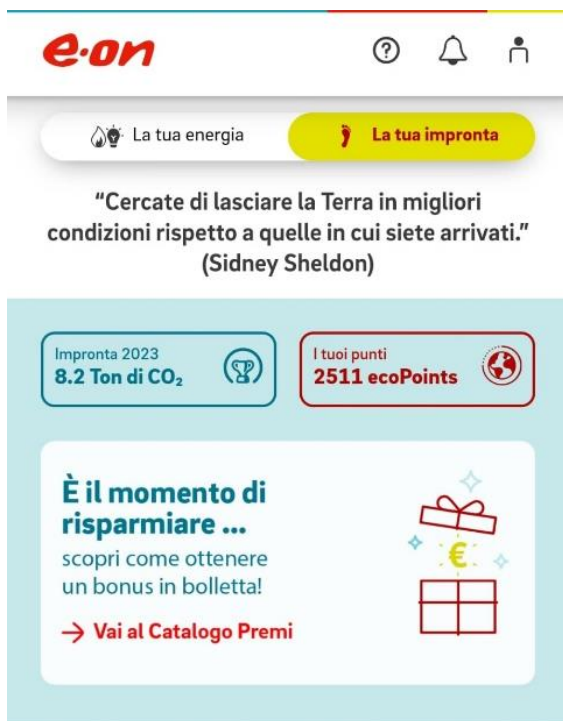 e·on
La tua energia
La tua impronta
“Cercate di lasciare la Terra in migliori
condizioni rispetto a quelle in cui siete arrivati.”
(Sidney Sheldon)
Impronta 2023
8.2 Ton di CO₂
I tuoi punti
2511 ecoPoints
È il momento di
risparmiare ...
scopri come ottenere
un bonus in bolletta!
€
→ Vai al Catalogo Premi